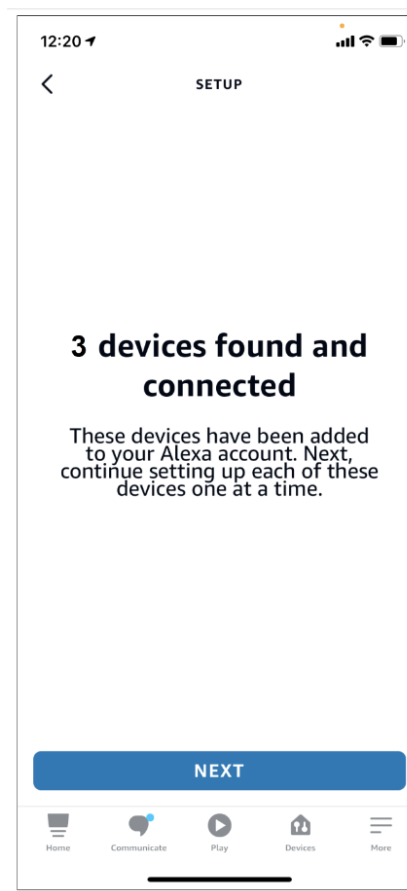 12:20
SETUP
3 devices found and
connected
These devices have been added
to your Alexa account. Next,
continue setting up each of these
devices one at a time.
NEXT
Home Communicate Play Devices More